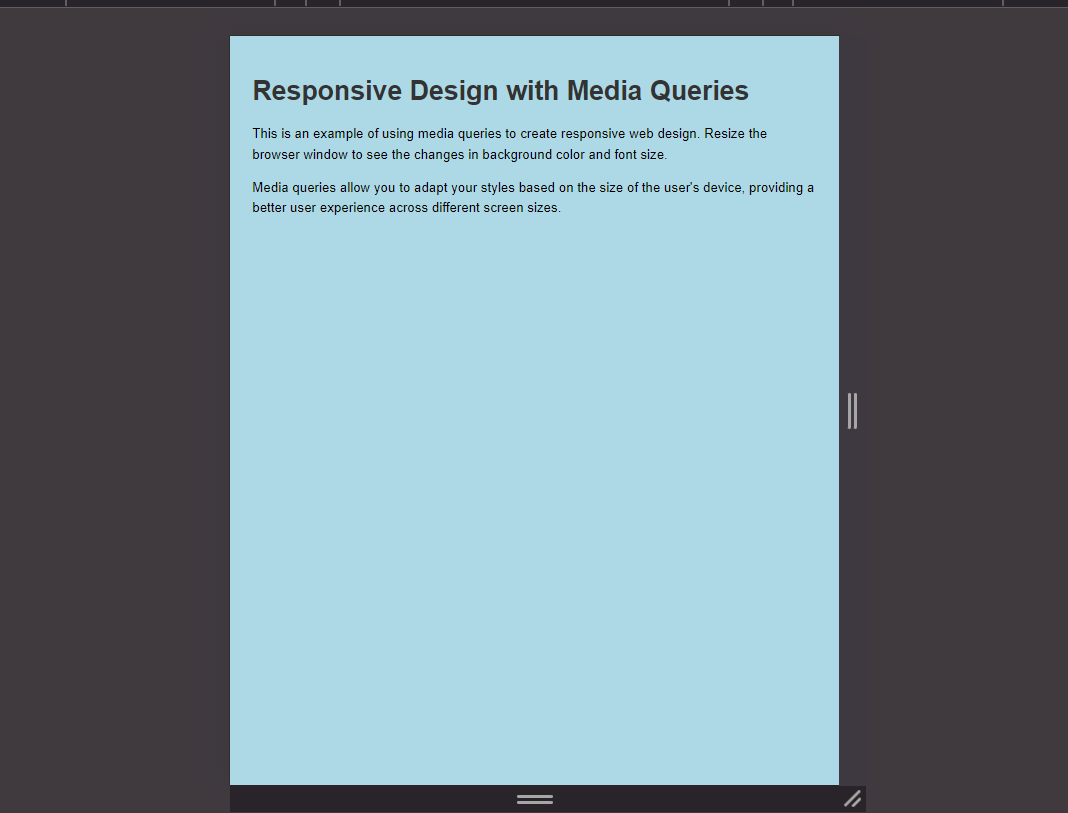 Responsive Design with Media Queries
This is an example of using media queries to create responsive web design. Resize the
browser window to see the changes in background color and font size.
Media queries allow you to adapt your styles based on the size of the user's device, providing a
better user experience across different screen sizes.